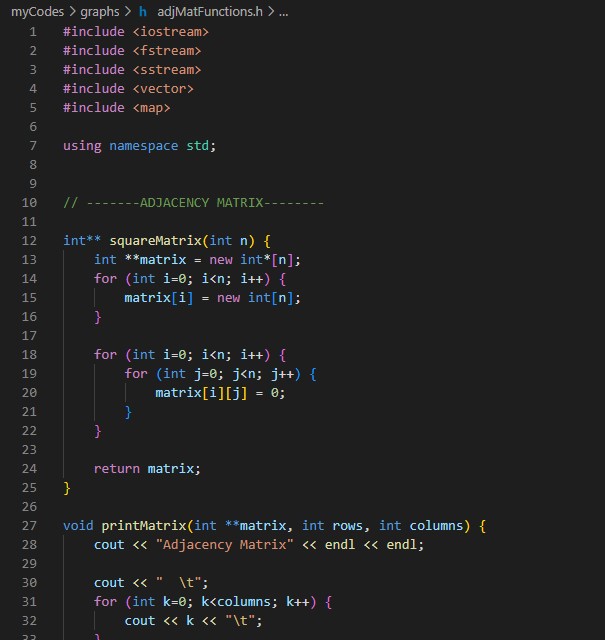 myCodes > graphs > h adjMatFunctions.h > ...
1 #include <iostream>
2 #include <fstream>
3 #include <sstream>
4 #include <vector>
5 #include <map>
6
7 using namespace std;
8
9
10 // -------ADJACENCY MATRIX--------
11
12 int** squareMatrix(int n) {
13     int **matrix = new int*[n];
14     for (int i=0; i<n; i++) {
15         matrix[i] = new int[n];
16     }
17
18     for (int i=0; i<n; i++) {
19         for (int j=0; j<n; j++) {
20             matrix[i][j] = 0;
21         }
22     }
23
24     return matrix;
25 }
26
27 void printMatrix(int **matrix, int rows, int columns) {
28     cout << "Adjacency Matrix" << endl << endl;
29
30     cout << "  \t";
31     for (int k=0; k<columns; k++) {
32         cout << k << "\t";
33     }